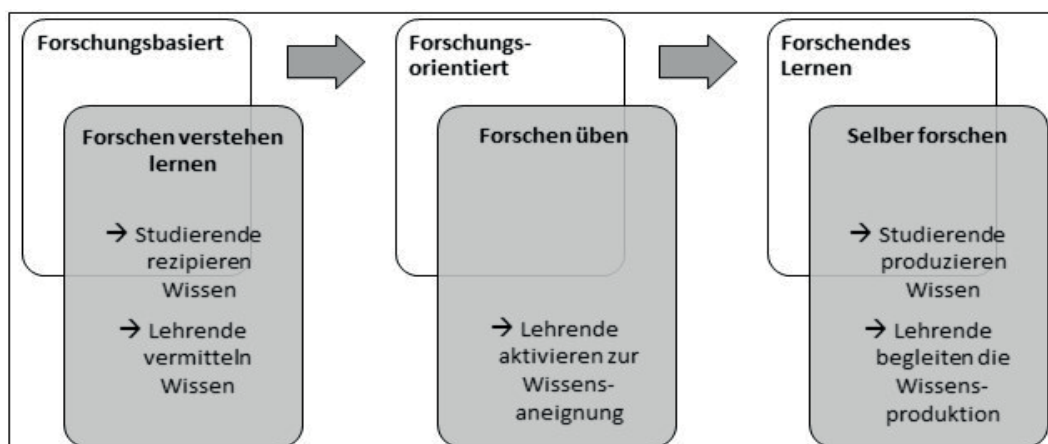 Forschungsbasiert
Forschen verstehen
lernen
→ Studierende
rezipieren
Wissen
→ Lehrende
vermitteln
Wissen
Forschungs-
orientiert
Forschen üben
→ Lehrende
aktivieren zur
Wissens-
aneignung
Forschendes
Lernen
Selber forschen
→ Studierende
produzieren
Wissen
→ Lehrende
begleiten die
Wissens-
produktion